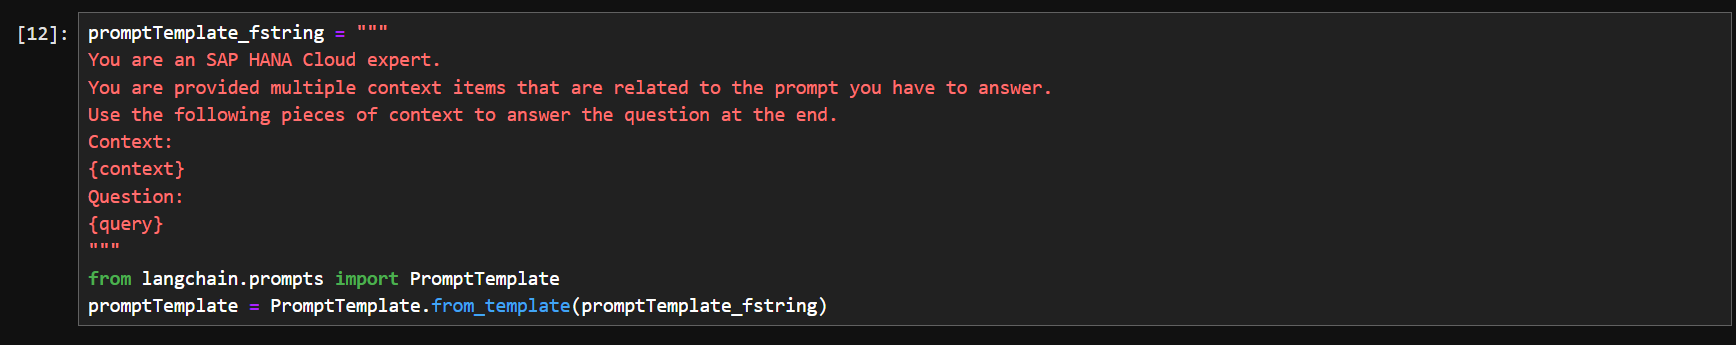 [12]: promptTemplate_fstring = """
You are an SAP HANA Cloud expert.
You are provided multiple context items that are related to the prompt you have to answer.
Use the following pieces of context to answer the question at the end.
Context:
{context}
Question:
{query}
"""
from langchain.prompts import PromptTemplate
promptTemplate = PromptTemplate.from_template(promptTemplate_fstring)